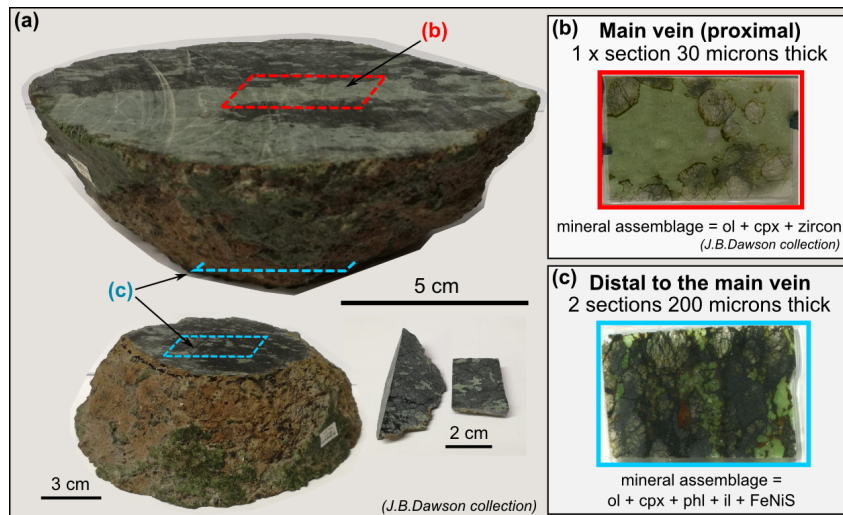 (a)
(b)
(c)
5 cm
3 cm
2 cm
(J.B.Dawson collection)
(b) Main vein (proximal)
1 x section 30 microns thick
mineral assemblage = ol + cpx + zircon
(J.B.Dawson collection)
(c) Distal to the main vein
2 sections 200 microns thick
mineral assemblage =
ol + cpx + phl + il + FeNiS